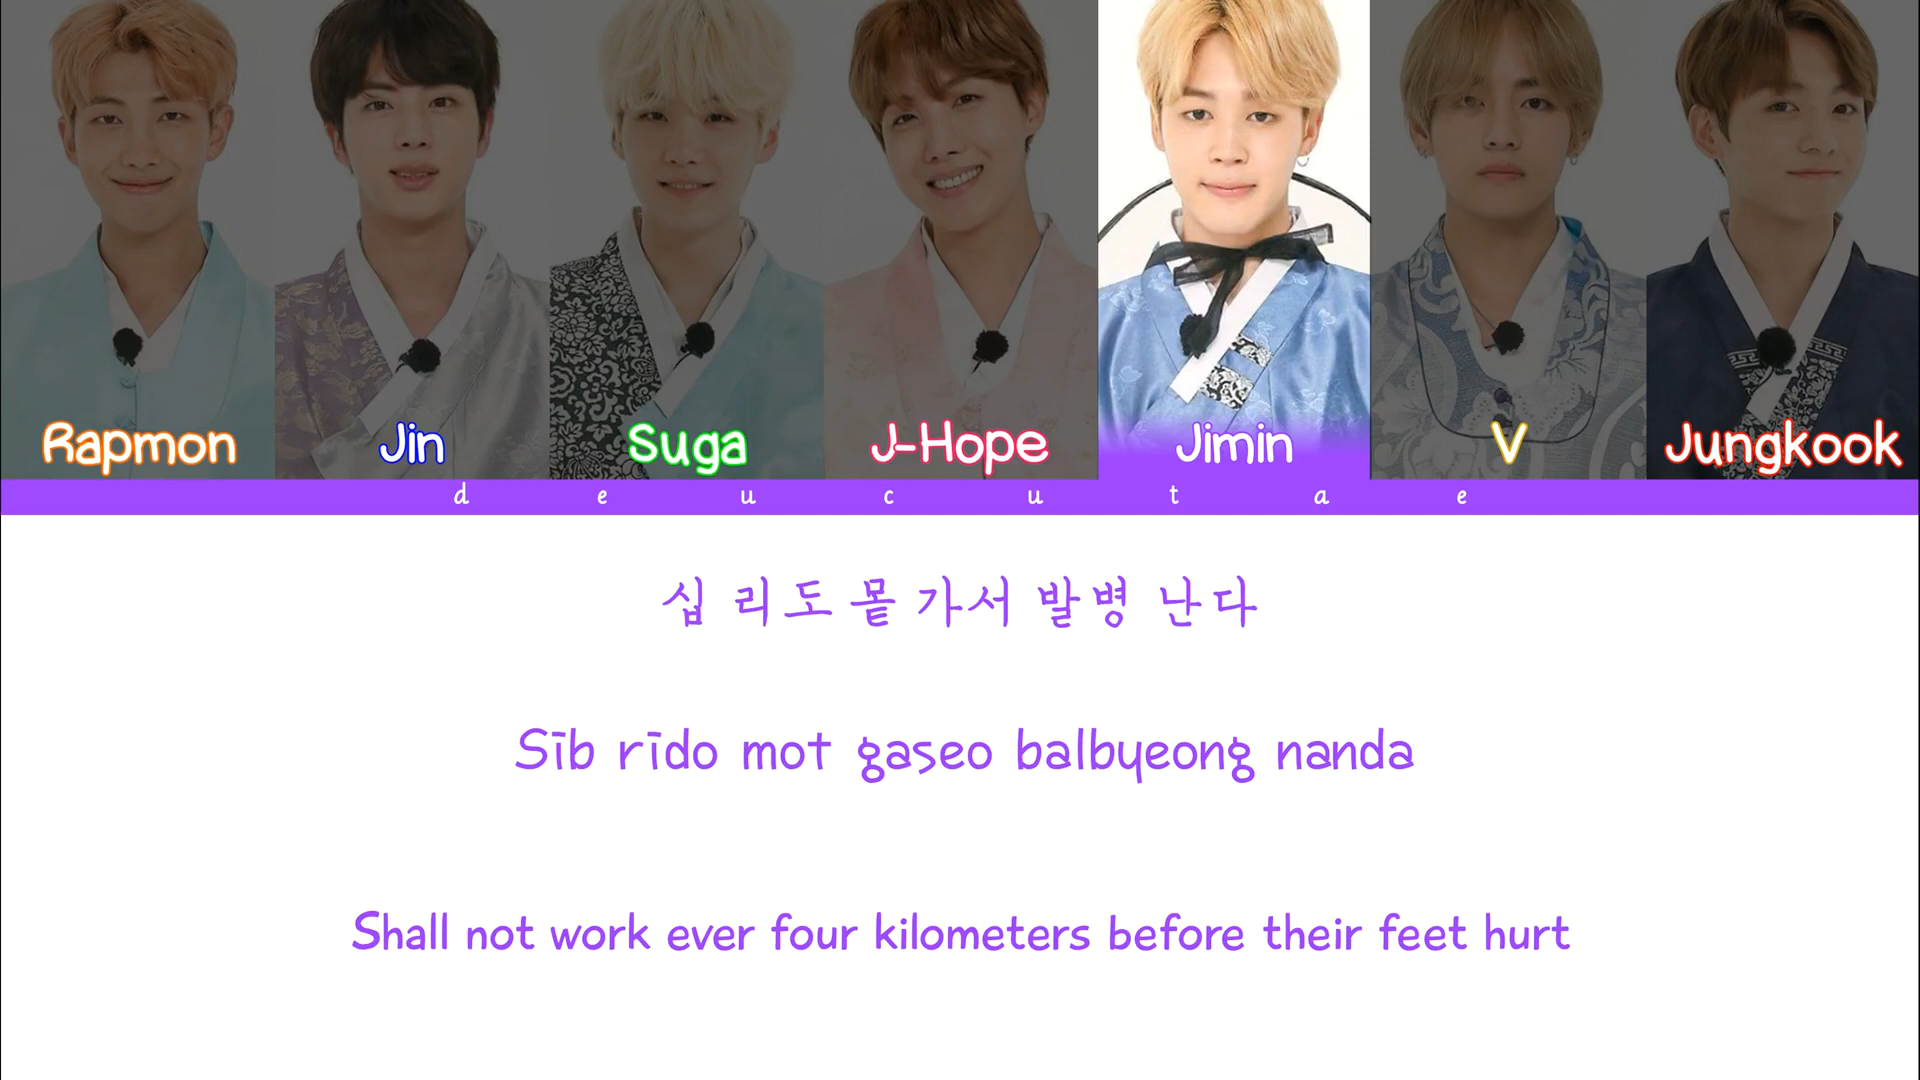 Rapmon Jin Suga J-Hope Jimin V Jungkook
d e u c u t a e
십 리도 못 가서 발병 난다
Sīb rīdo mot gaseo balbyeong nanda
Shall not work ever four kilometers before their feet hurt